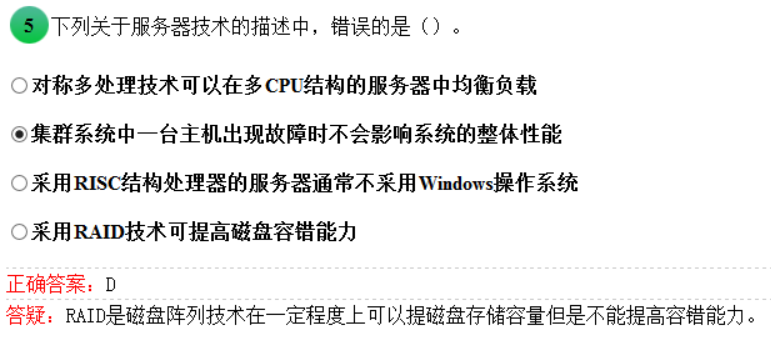 5 下列关于服务器技术的描述中，错误的是（）。
对称多处理技术可以在多CPU结构的服务器中均衡负载
集群系统中一台主机出现故障时不会影响系统的整体性能
采用RISC结构处理器的服务器通常不采用Windows操作系统
采用RAID技术可提高磁盘容错能力
正确答案：D
答疑：RAID是磁盘阵列技术在一定程度上可以提磁盘存储容量但是不能提高容错能力。